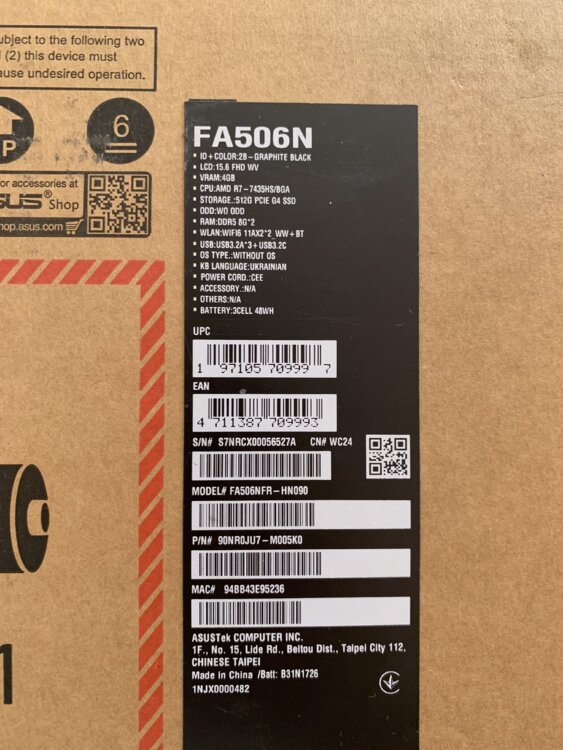 bject to the following two
(2) this device must
ause undesired operation.
P
6
or accessories at
SUS® Shop
hop.asus.com
FA506N
• ID+COLOR:2B-GRAPHITE BLACK
• LCD:15.6 FHD WV
• VRAM:4GB
• CPU:AMD R7-7435HS/BGA
• STORAGE.:512G PCIE G4 SSD
• ODD:WO ODD
• RAM:DDR5 8G*2
• WLAN:WIFI6 11AX2*2_WW+BT
• USB:USB3.2A*3+USB3.2C
• OS TYPE.:WITHOUT OS
• KB LANGUAGE:UKRAINIAN
• POWER CORD.:CEE
• ACCESSORY.:N/A
• OTHERS:N/A
• BATTERY:3CELL 48WH
UPC
1 97105 70999 7
EAN
4 711387 709993
S/N# S7NRCX00056527A CN# WC24
MODEL# FA506NFR-HN090
P/N# 90NR0JU7-M005K0
MAC# 94BB43E95236
ASUSTek COMPUTER INC.
1F., No. 15, Lide Rd., Beitou Dist., Taipei City 112,
CHINESE TAIPEI
Made in China /Batt: B31N1726
1NJX0000482
1